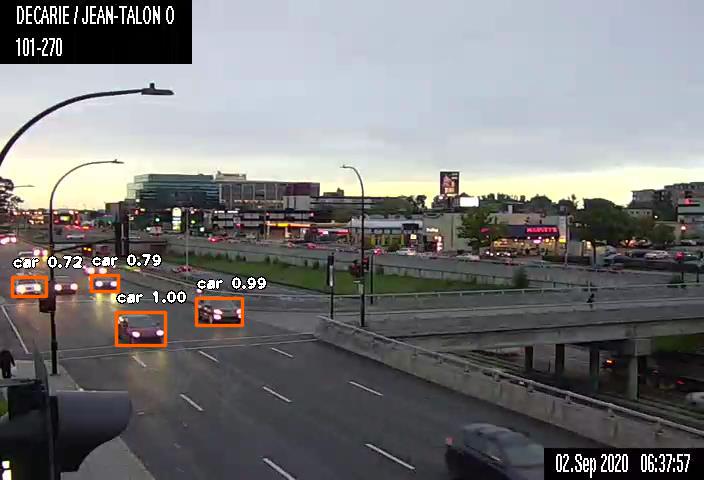 DECARIE / JEAN-TALON O
101-270
car 0.72
car 0.79
car 1.00
car 0.99
HARVEY'S
02.Sep 2020 06:37:57